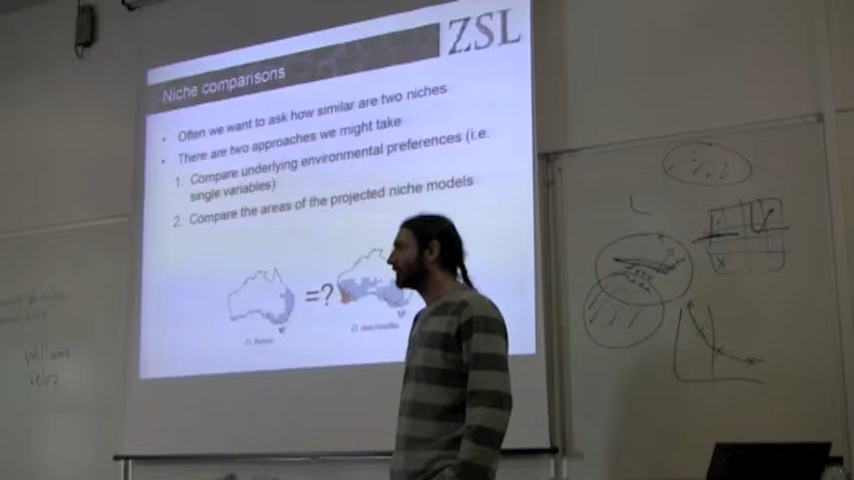 ZSL
Niche comparisons
• Often we want to ask how similar are two niches
• There are two approaches we might take
1. Compare underlying environmental preferences (i.e.
single variables)
2. Compare the areas of the projected niche models
=?
williams